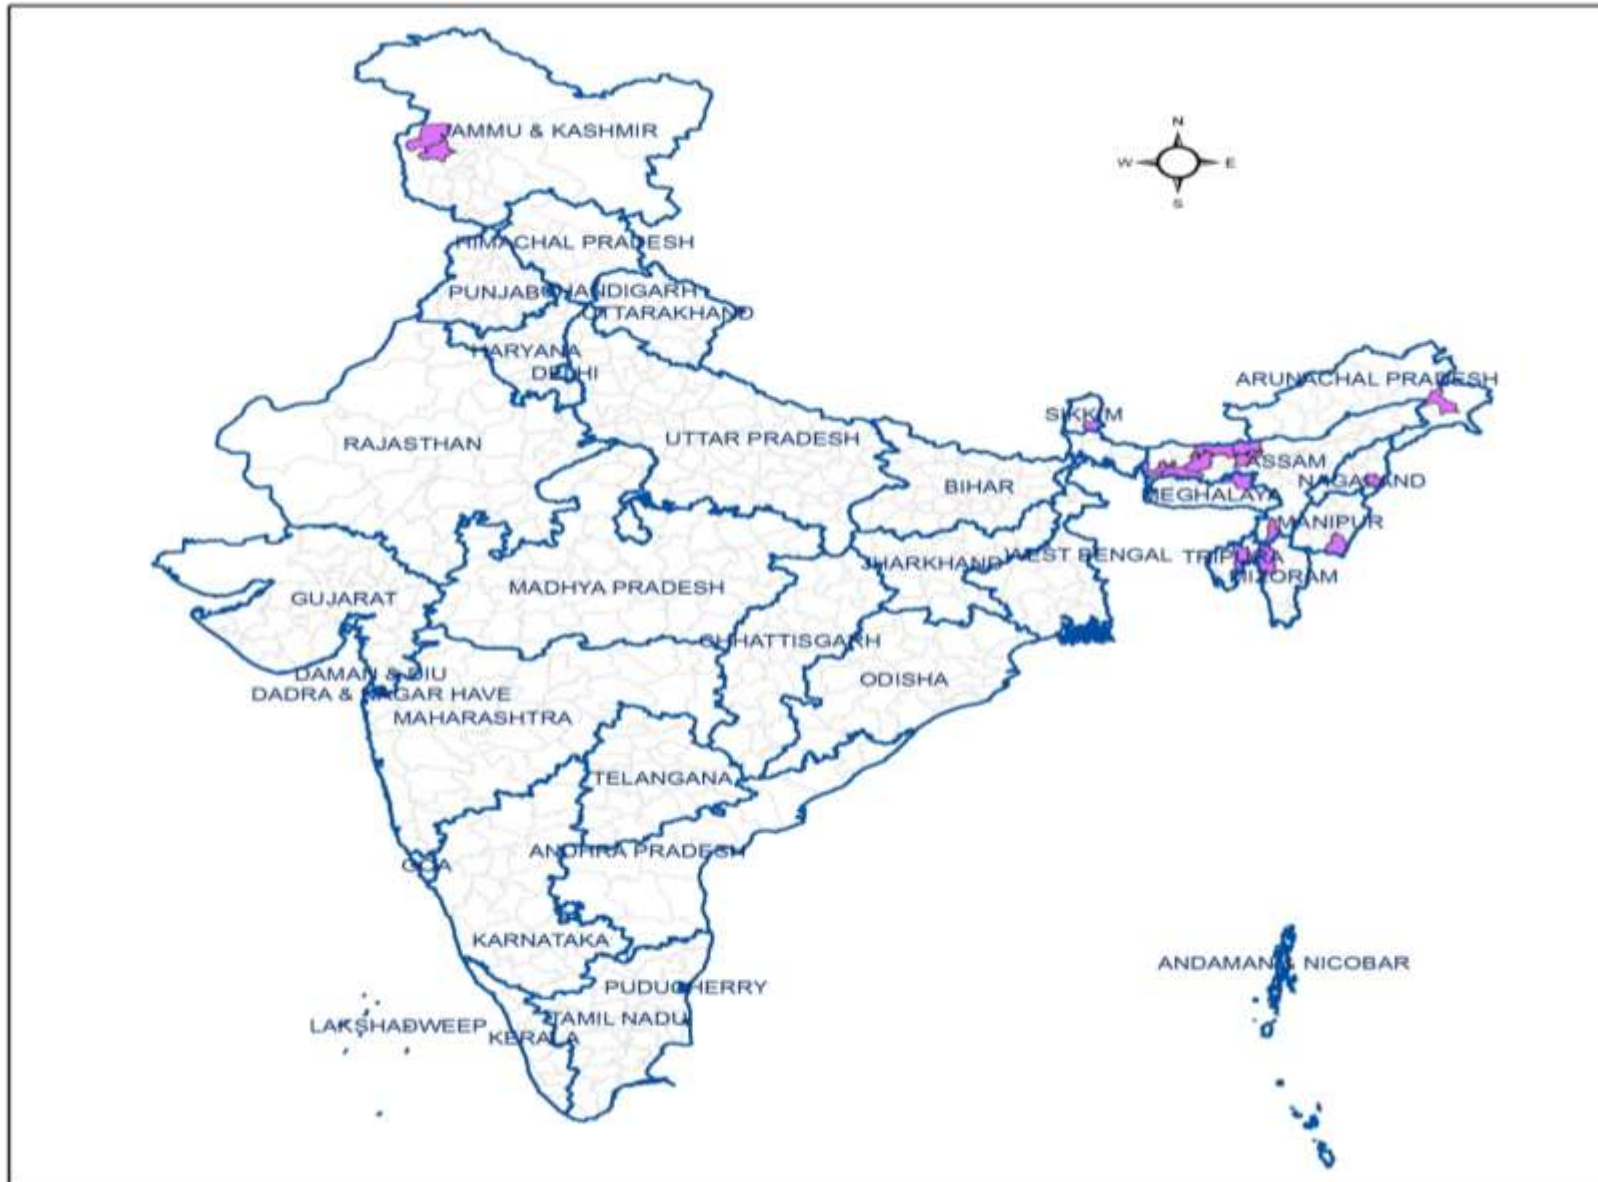 N
JAMMU & KASHMIR
W E
S
HIMACHAL PRADESH
PUNJAB
CHANDIGARH
UTTARAKHAND
HARYANA
DELHI
ARUNACHAL PRADESH
SIKKIM
RAJASTHAN
UTTAR PRADESH
ASSAM
NAGALAND
BIHAR
MEGHALAYA
MANIPUR
JHARKHAND
WEST BENGAL
TRIPURA
MIZORAM
MADHYA PRADESH
GUJARAT
CHHATTISGARH
DAMAN & DIU
ODISHA
DADRA & NAGAR HAVE
MAHARASHTRA
TELANGANA
ANDHRA PRADESH
GOA
KARNATAKA
ANDAMAN & NICOBAR
PUDUCHERRY
LAKSHADWEEP
TAMIL NADU
KERALA